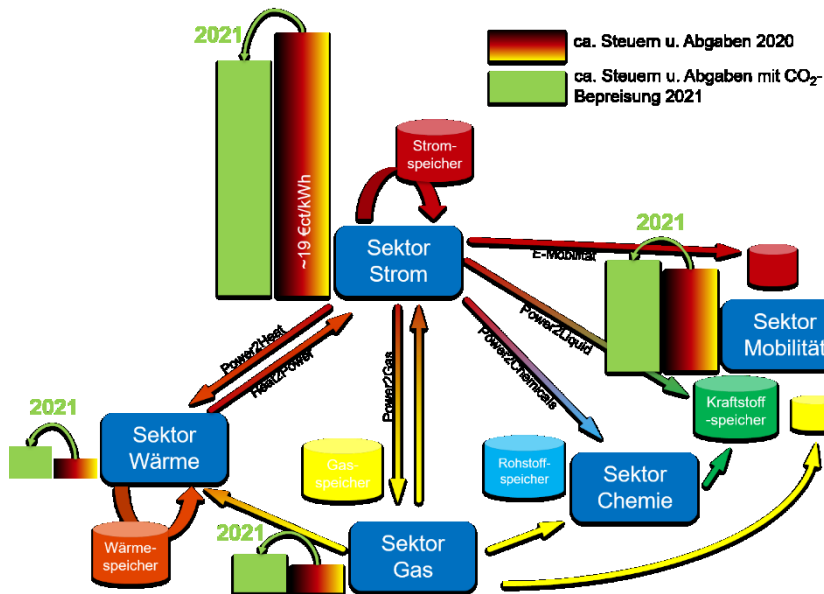 2021
ca. Steuern u. Abgaben 2020
ca. Steuern u. Abgaben mit CO₂-
Bepreisung 2021
~19 €ct/kWh
Strom-
speicher
Sektor
Strom
2021
E-Mobilität
Sektor
Mobilität
Power2Heat
Heat2Power
Power2Gas
Power2Liquid
Power2Chemicals
2021
Sektor
Wärme
Gas-
speicher
Rohstoff-
speicher
Kraftstoff
-speicher
Sektor
Chemie
Wärme-
speicher
2021
Sektor
Gas